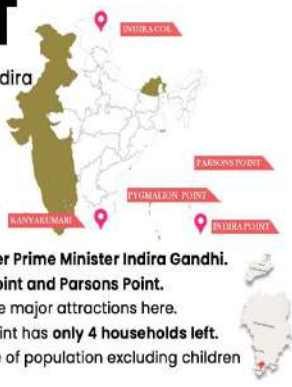 T
INDIRA COL
dira
PARSONS POINT
PYGMALION POINT
KANYAKUMARI
INDIRA POINT
er Prime Minister Indira Gandhi.
oint and Parsons Point.
e major attractions here.
int has only 4 households left.
e of population excluding children